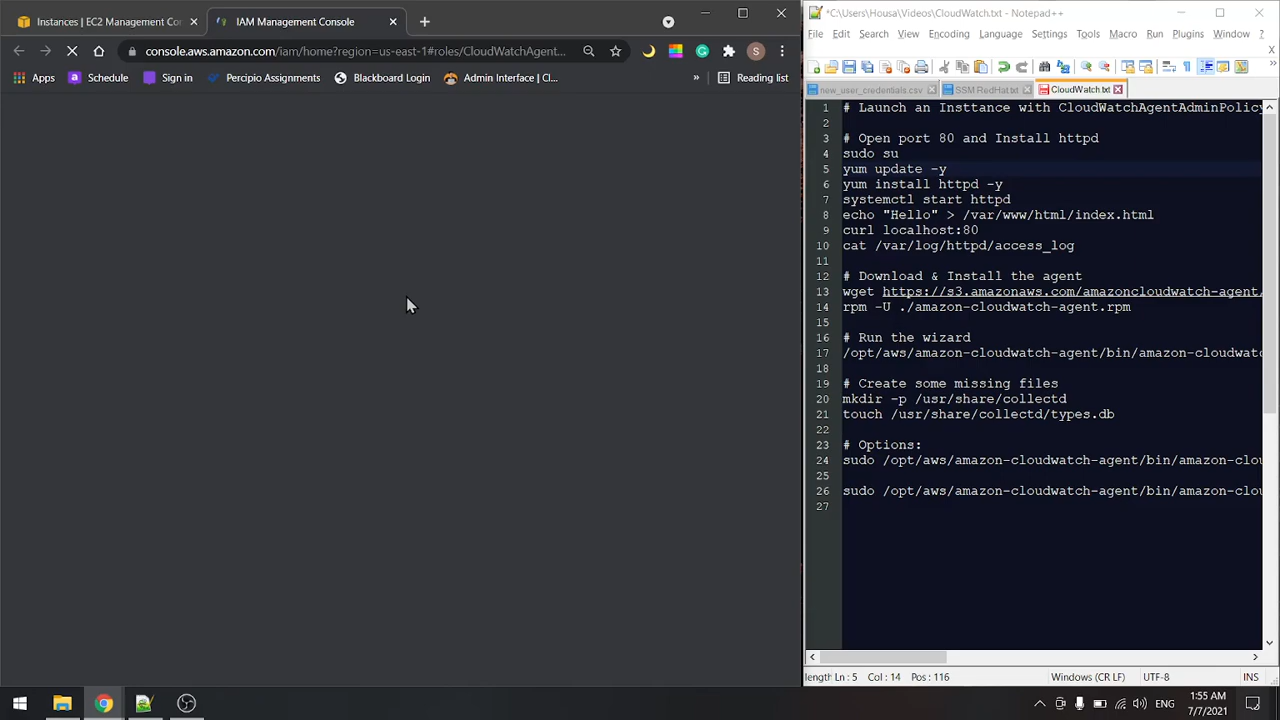 Instances | EC2 Management Co
IAM Management Console
console.aws.amazon.com/iam/home?region=us-east-1#roles/CloudWatchAgent...
Apps
Sign in
Percipio Assignments
Blackboard Login
Admin Interface | Cl...
»
Reading list
*C:\Users\Housa\Videos\CloudWatch.txt - Notepad++
File Edit Search View Encoding Language Settings Tools Macro Run Plugins Window ?
new_user_credentials.csv
SSM RedHat.txt
CloudWatch.txt
1 # Launch an Insttance with CloudWatchAgentAdminPolicy
2
3 # Open port 80 and Install httpd
4 sudo su
5 yum update -y
6 yum install httpd -y
7 systemctl start httpd
8 echo "Hello" > /var/www/html/index.html
9 curl localhost:80
10 cat /var/log/httpd/access_log
11
12 # Download & Install the agent
13 wget https://s3.amazonaws.com/amazoncloudwatch-agent/
14 rpm -U ./amazon-cloudwatch-agent.rpm
15
16 # Run the wizard
17 /opt/aws/amazon-cloudwatch-agent/bin/amazon-cloudwatc
18
19 # Create some missing files
20 mkdir -p /usr/share/collectd
21 touch /usr/share/collectd/types.db
22
23 # Options:
24 sudo /opt/aws/amazon-cloudwatch-agent/bin/amazon-clou
25
26 sudo /opt/aws/amazon-cloudwatch-agent/bin/amazon-clou
27
length Ln : 5 Col : 14 Pos : 116 Windows (CR LF) UTF-8 INS
ENG
1:55 AM
7/7/2021